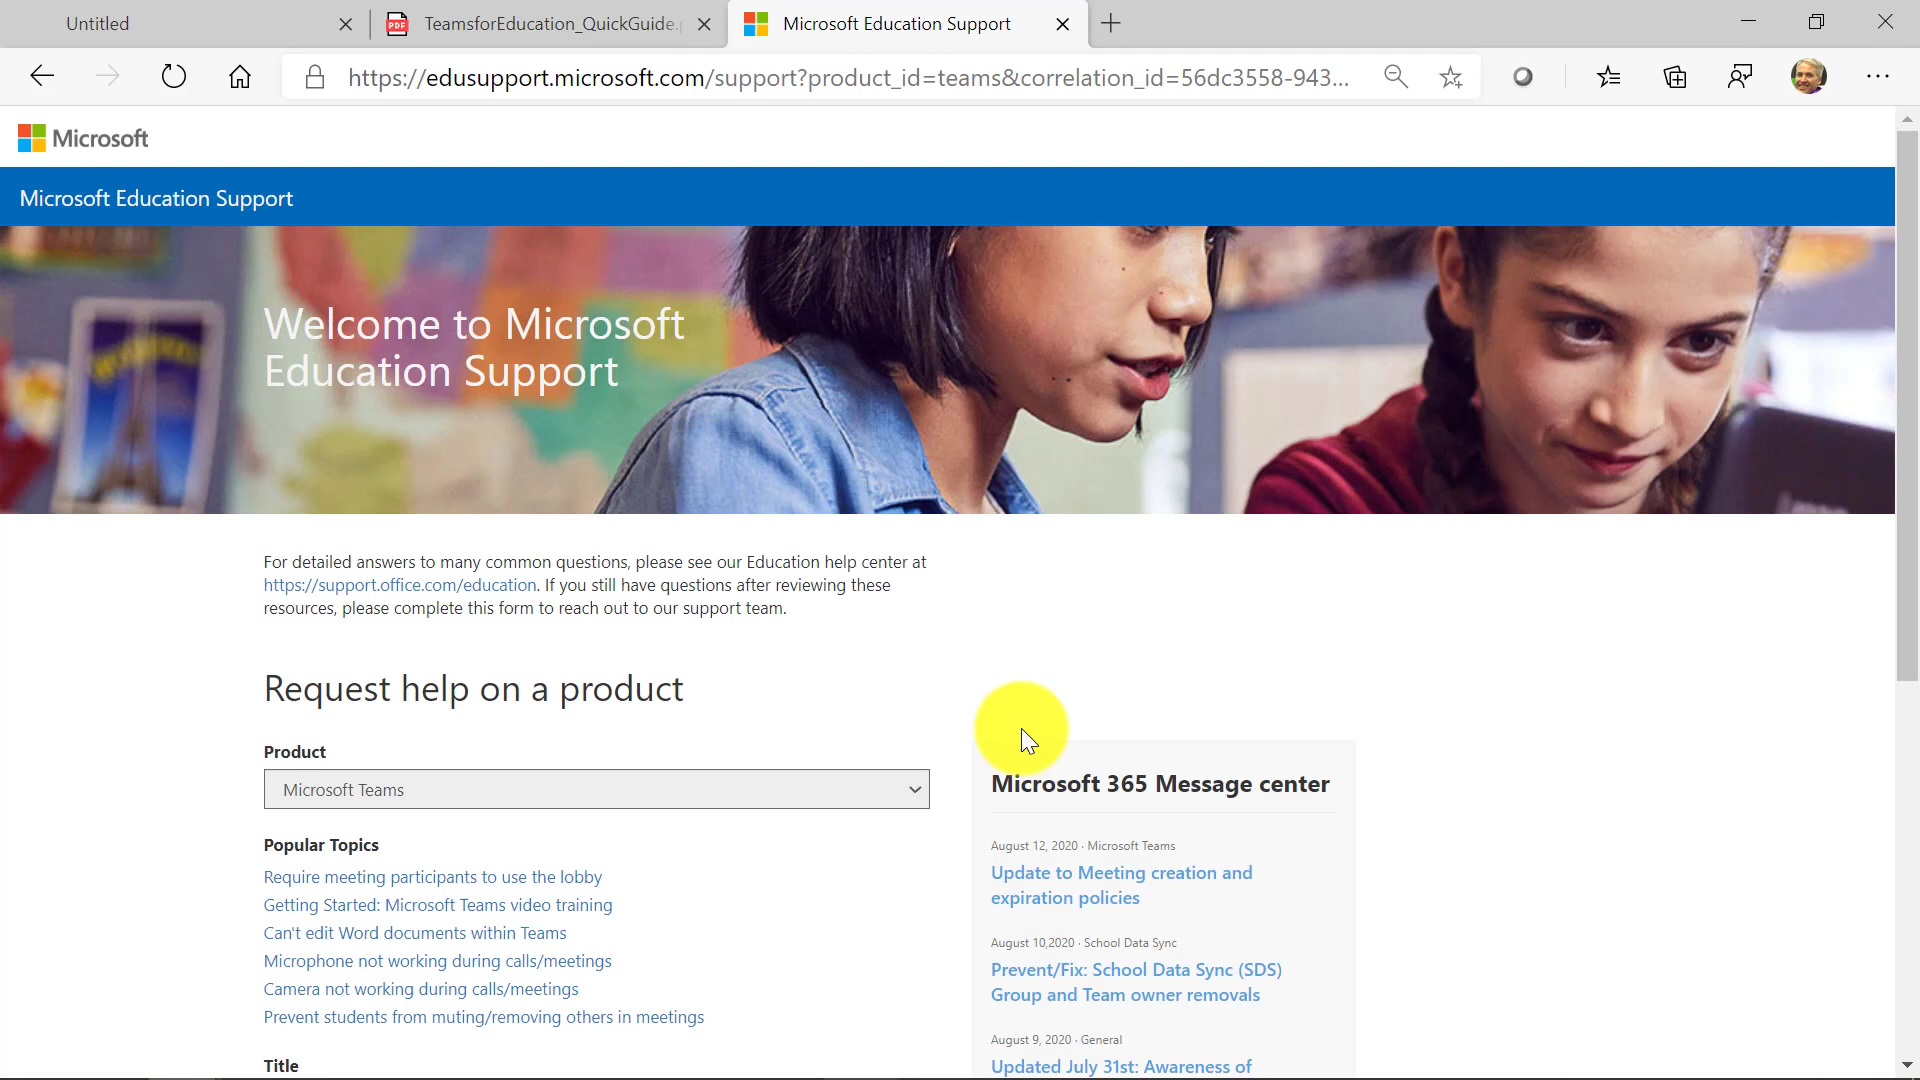 Untitled
TeamsforEducation_QuickGuide.
Microsoft Education Support
https://edusupport.microsoft.com/support?product_id=teams&correlation_id=56dc3558-943...
Microsoft
Microsoft Education Support
Welcome to Microsoft
Education Support
For detailed answers to many common questions, please see our Education help center at
https://support.office.com/education. If you still have questions after reviewing these
resources, please complete this form to reach out to our support team.
Request help on a product
Product
Microsoft Teams
Popular Topics
Require meeting participants to use the lobby
Getting Started: Microsoft Teams video training
Can't edit Word documents within Teams
Microphone not working during calls/meetings
Camera not working during calls/meetings
Prevent students from muting/removing others in meetings
Title
Microsoft 365 Message center
August 12, 2020 · Microsoft Teams
Update to Meeting creation and
expiration policies
August 10,2020 · School Data Sync
Prevent/Fix: School Data Sync (SDS)
Group and Team owner removals
August 9, 2020 · General
Updated July 31st: Awareness of